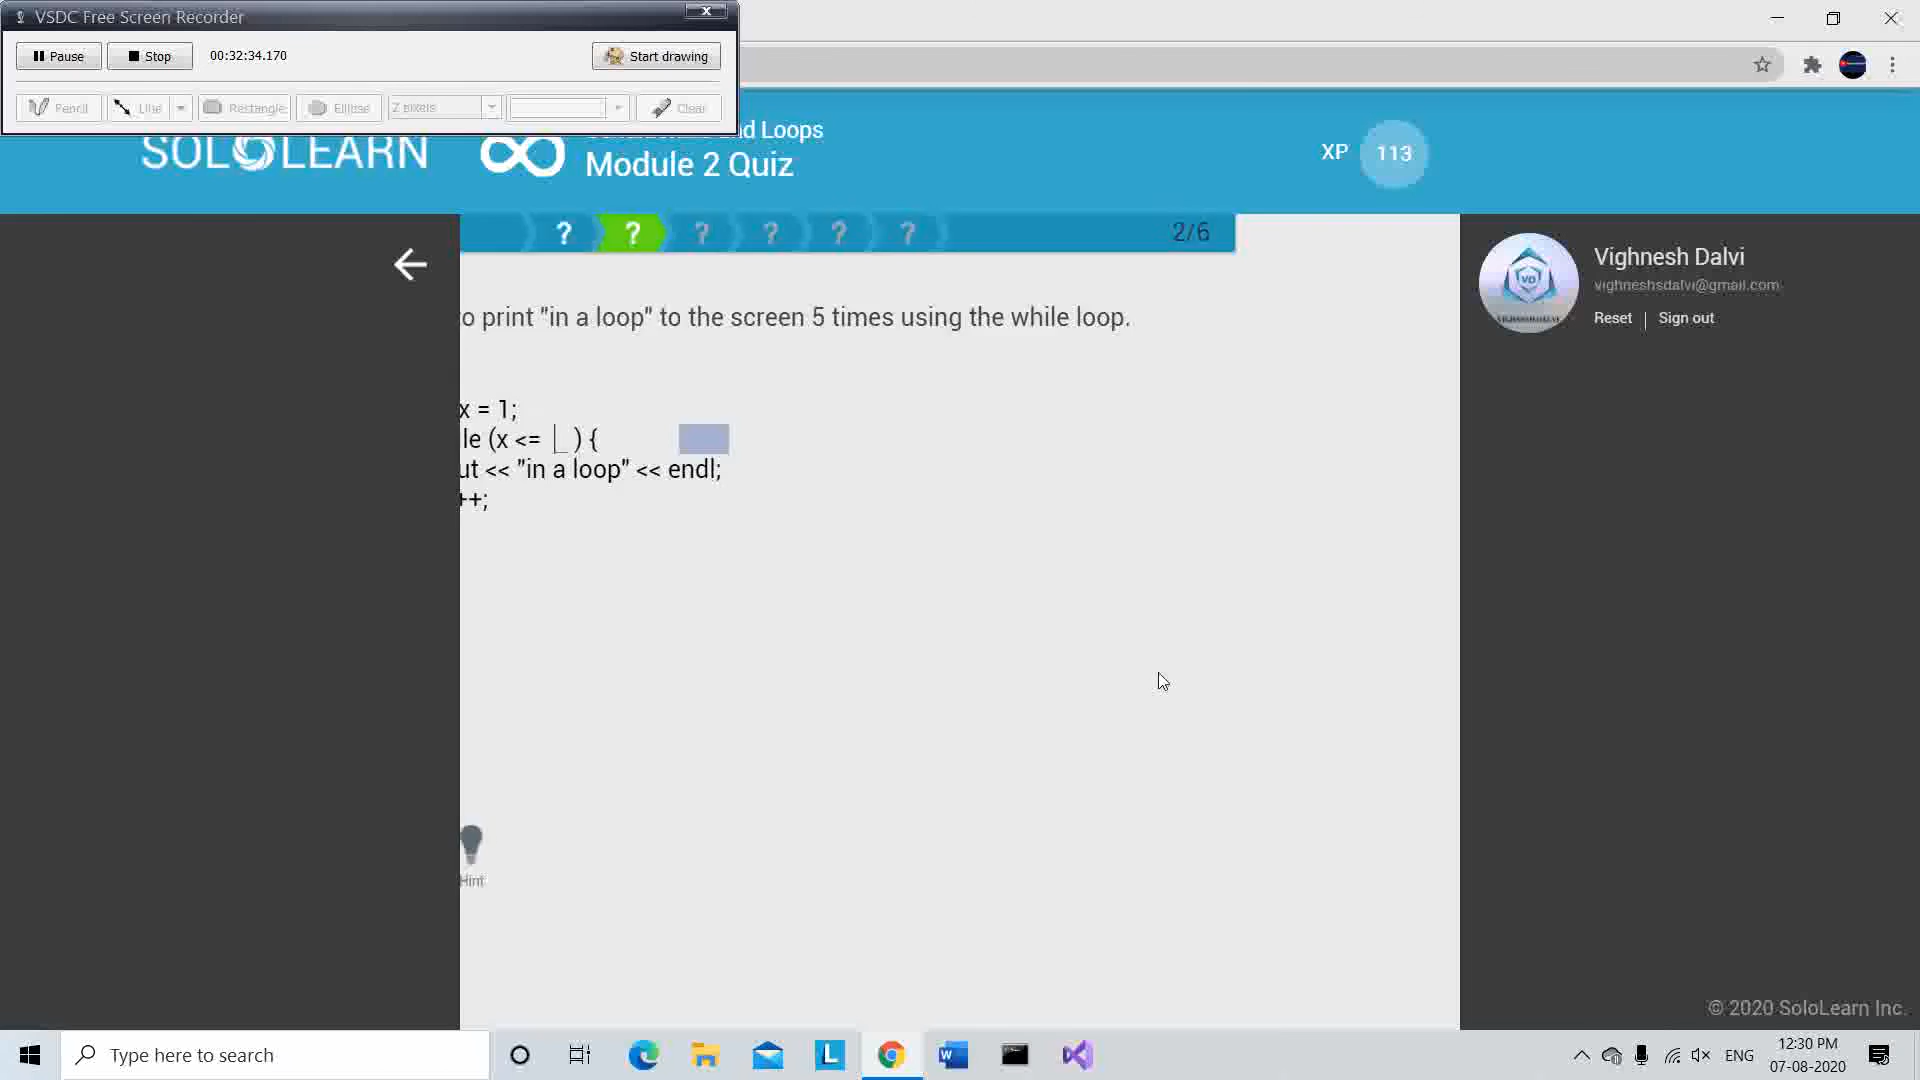 VSDC Free Screen Recorder
Pause
Stop
00:32:34.170
Start drawing
Pencil
Line
Rectangle
Ellipse
2 pixels
Clear
SOLOLEARN
nd Loops
Module 2 Quiz
XP 113
? ? ? ? ? ? 2/6
Vighnesh Dalvi
vighneshsdalvi@gmail.com
Reset | Sign out
VD
o print "in a loop" to the screen 5 times using the while loop.
x = 1;
le (x <= _ ) {
ut << "in a loop" << endl;
++;
Hint
© 2020 SoloLearn Inc.
Type here to search
L
W
ENG
12:30 PM
07-08-2020